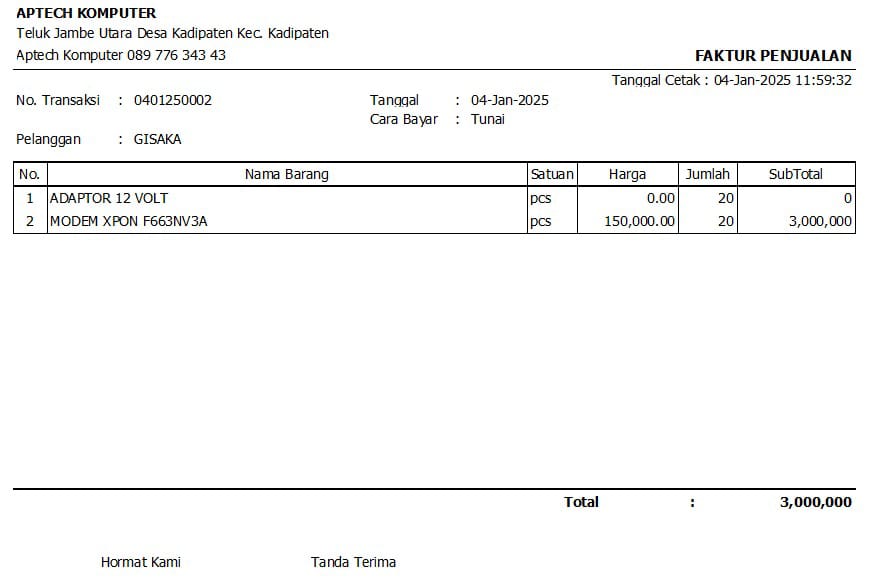 APTECH KOMPUTER
Teluk Jambe Utara Desa Kadipaten Kec. Kadipaten
Aptech Komputer 089 776 343 43
FAKTUR PENJUALAN
Tanggal Cetak : 04-Jan-2025 11:59:32
No. Transaksi : 0401250002 Tanggal : 04-Jan-2025
Cara Bayar : Tunai
Pelanggan : GISAKA
No. Nama Barang Satuan Harga Jumlah SubTotal
1 ADAPTOR 12 VOLT pcs 0.00 20 0
2 MODEM XPON F663NV3A pcs 150,000.00 20 3,000,000
Total : 3,000,000
Hormat Kami Tanda Terima